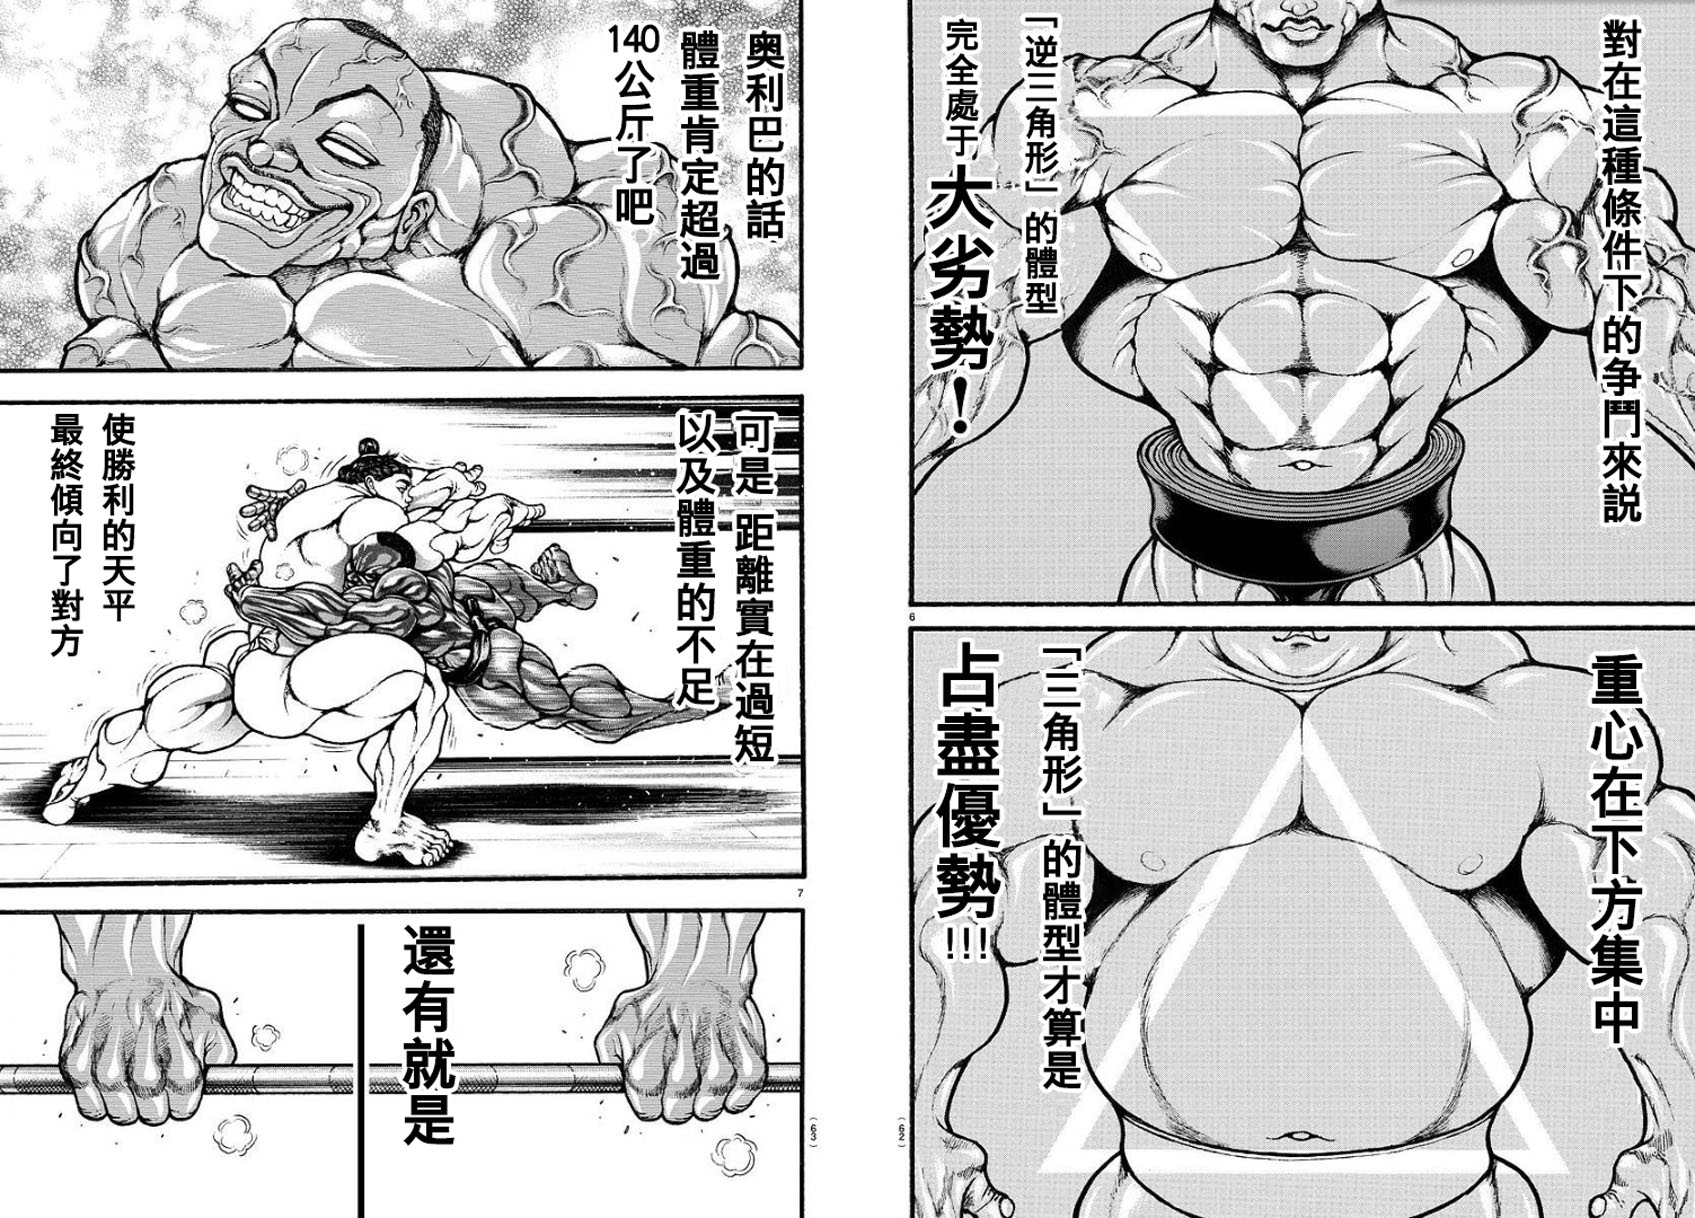 對在這種條件下的争鬥來説
「逆三角形」的體型
完全處于
大劣勢！
6
重心在下方集中
「三角形」的體型才算是
占盡優勢!!!
(62)
奥利巴的話
體重肯定超過
140公斤了吧
可是 距離實在過短
以及體重的不足
使勝利的天平
最終傾向了對方
7
還有就是
(63)